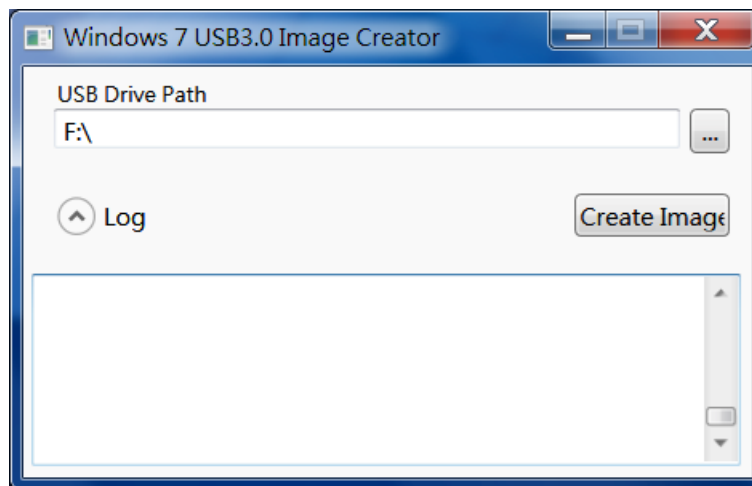 Windows 7 USB3.0 Image Creator
USB Drive Path
F:\
...
Log
Create Image